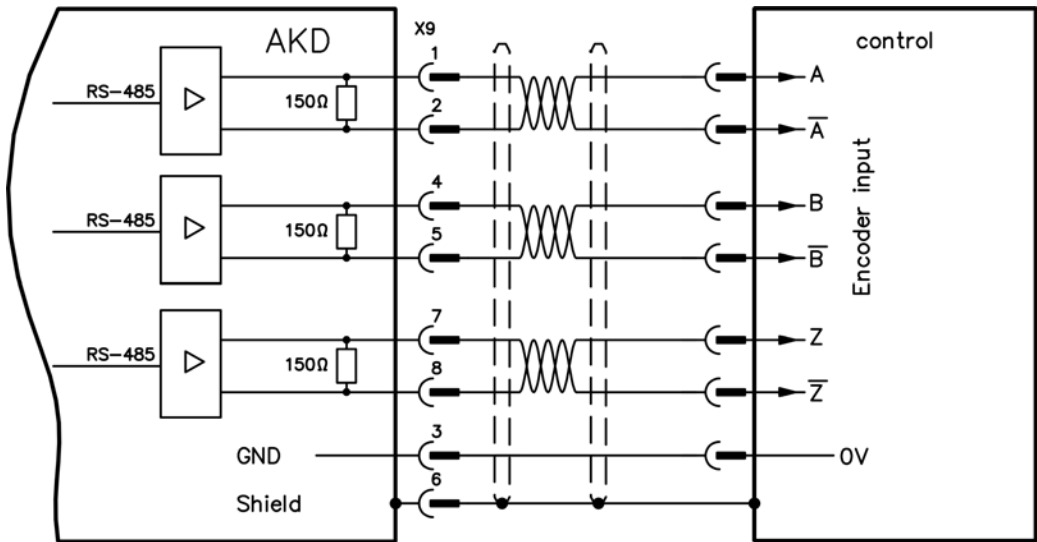 AKD
X9
control
1
A
RS-485
150Ω
2
A̅
4
B
RS-485
150Ω
5
B̅
Encoder input
7
Z
RS-485
150Ω
8
Z̅
GND
3
0V
Shield
6